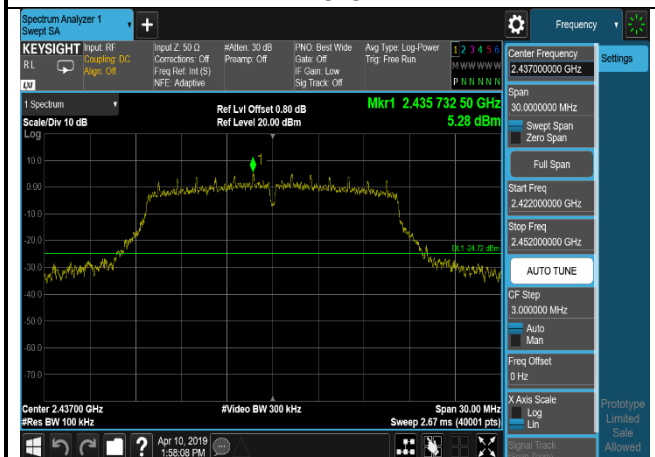 Spectrum Analyzer 1
Swept SA
+
Frequency
KEYSIGHT
RL
LXI
Input: RF
Coupling: DC
Align: Off
Input Z: 50 Ω
Corrections: Off
Freq Ref: Int (S)
NFE: Adaptive
#Atten: 30 dB
Preamp: Off
PNO: Best Wide
Gate: Off
IF Gain: Low
Sig Track: Off
Avg Type: Log-Power
Trig: Free Run
1 2 3 4 5 6
M W W W W W
P N N N N N
1 Spectrum
Scale/Div 10 dB
Log
Ref Lvl Offset 0.80 dB
Ref Level 20.00 dBm
Mkr1 2.435 732 50 GHz
5.28 dBm
1
10.0
0.00
-10.0
-20.0
-30.0
-40.0
-50.0
-60.0
-70.0
DL1 -24.72 dBm
Center 2.43700 GHz
#Res BW 100 kHz
#Video BW 300 kHz
Span 30.00 MHz
Sweep 2.67 ms (40001 pts)
?
Apr 10, 2019
1:58:08 PM
Center Frequency
2.437000000 GHz
Span
30.0000000 MHz
Swept Span
Zero Span
Full Span
Start Freq
2.422000000 GHz
Stop Freq
2.452000000 GHz
AUTO TUNE
CF Step
3.000000 MHz
Auto
Man
Freq Offset
0 Hz
X Axis Scale
Log
Lin
Signal Track
Settings
Prototype
Limited
Sale
Allowed